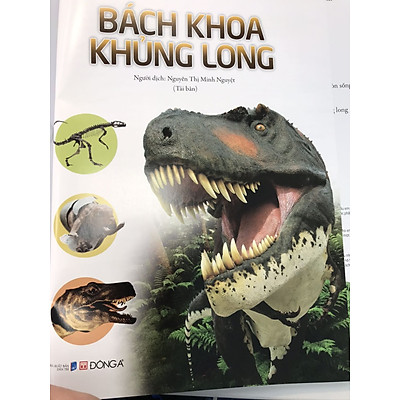 BÁCH KHOA
KHỦNG LONG
Người dịch: Nguyễn Thị Minh Nguyệt
(Tái bản)
ĐÔNG A